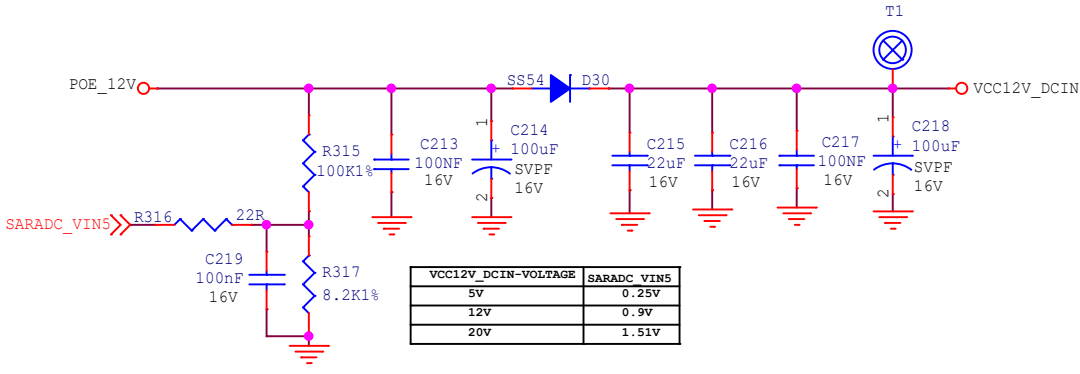 T1
POE_12V
SS54 D30
VCC12V_DCIN
R315
100K1%
C213
100NF
16V
1
C214
+ 100uF
SVPF
2 16V
C215
22uF
16V
C216
22uF
16V
C217
100NF
16V
1
C218
+ 100uF
SVPF
2 16V
SARADC_VIN5
R316 22R
C219
100nF
16V
R317
8.2K1%
VCC12V_DCIN-VOLTAGE SARADC_VIN5
5V 0.25V
12V 0.9V
20V 1.51V